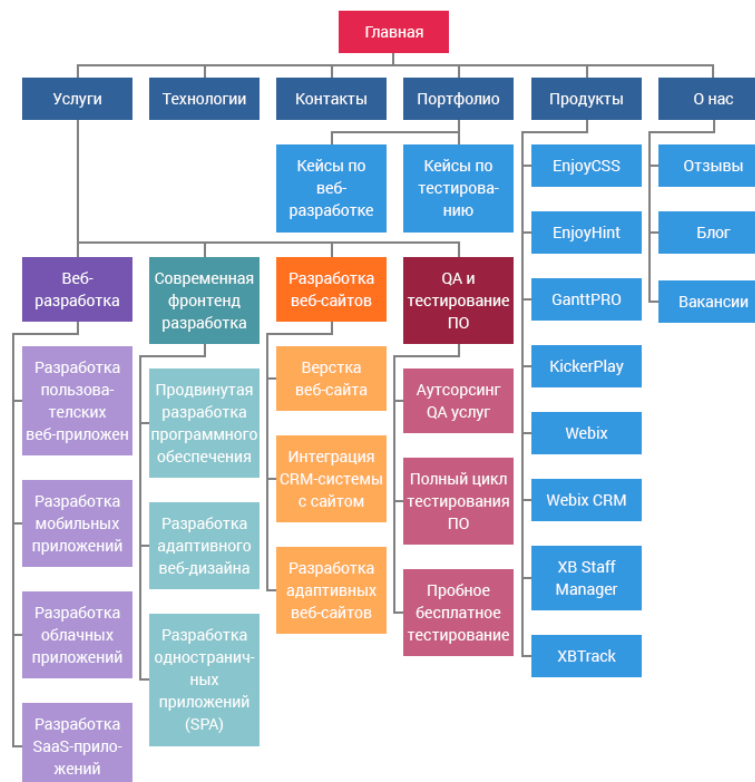 Главная
Услуги
Технологии
Контакты
Портфолио
Продукты
О нас
Кейсы по
веб-
разработке
Кейсы по
тестирова-
нию
EnjoyCSS
EnjoyHint
GanttPRO
KickerPlay
Webix
Webix CRM
XB Staff
Manager
XBTrack
Отзывы
Блог
Вакансии
Веб-
разработка
Разработка
пользова-
телских
веб-приложен
Разработка
мобильных
приложений
Разработка
облачных
приложений
Разработка
SaaS-прило-
жений
Современная
фронтенд
разработка
Продвинутая
разработка
программного
обеспечения
Разработка
адаптивного
веб-дизайна
Разработка
одностранич-
ных
приложений
(SPA)
Разработка
веб-сайтов
Верстка
веб-сайта
Интеграция
CRM-системы
с сайтом
Разработка
адаптивных
веб-сайтов
QA и
тестирование
ПО
Аутсорсинг
QA услуг
Полный цикл
тестирования
ПО
Пробное
бесплатное
тестирование